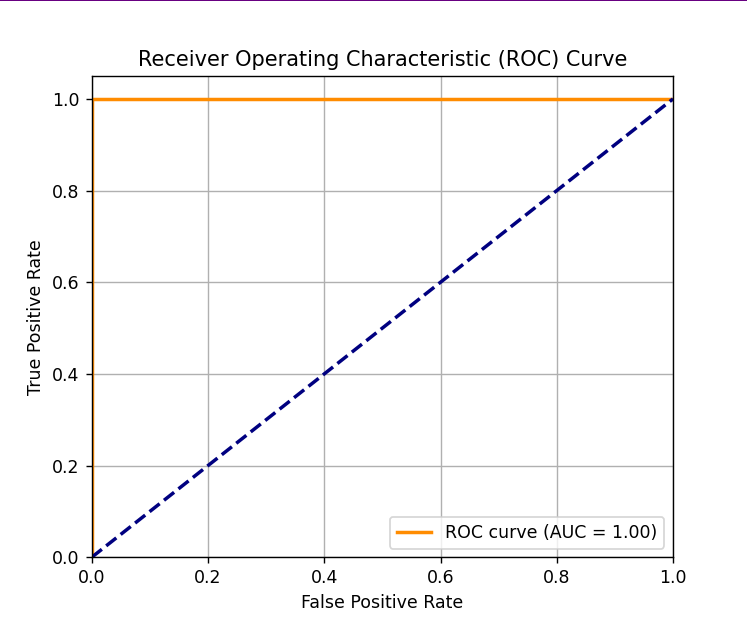 Receiver Operating Characteristic (ROC) Curve
1.0
0.8
0.6
0.4
0.2
0.0
True Positive Rate
ROC curve (AUC = 1.00)
0.0 0.2 0.4 0.6 0.8 1.0
False Positive Rate